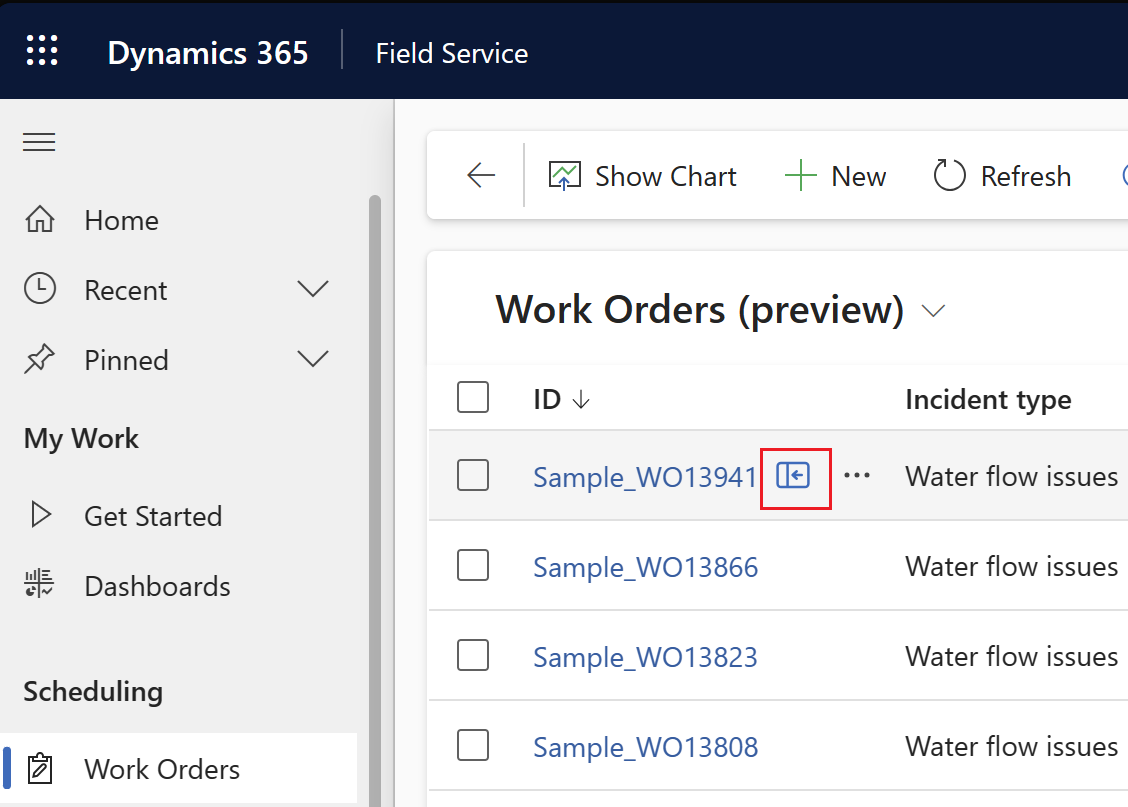 Dynamics 365 Field Service
Home
Recent
Pinned
My Work
Get Started
Dashboards
Scheduling
Work Orders
Show Chart New Refresh
Work Orders (preview)
ID Incident type
Sample_WO13941 Water flow issues
Sample_WO13866 Water flow issues
Sample_WO13823 Water flow issues
Sample_WO13808 Water flow issues